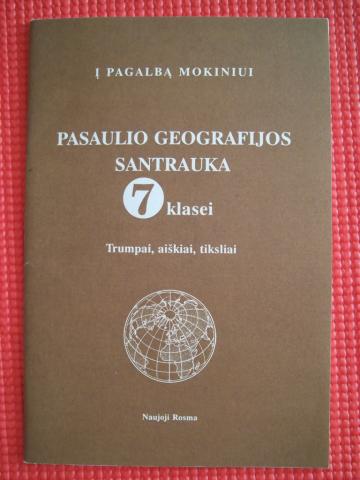 Į PAGALBĄ MOKINIUI
PASAULIO GEOGRAFIJOS
SANTRAUKA
7 klasei
Trumpai, aiškiai, tiksliai
Naujoji Rosma